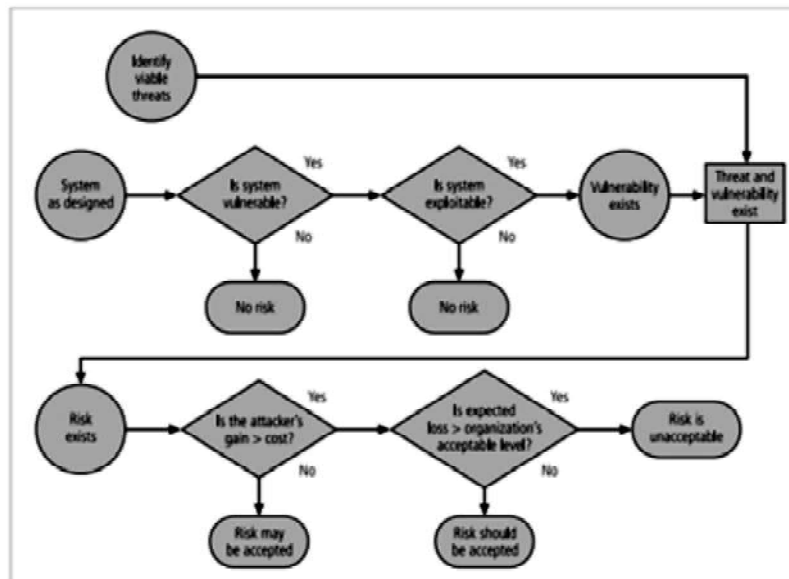 Identify
viable
threats
System
as designed
Is system
vulnerable?
Yes
No
No risk
Is system
exploitable?
Yes
No
No risk
Vulnerability
exists
Threat and
vulnerability
exist
Risk
exists
Is the attacker's
gain > cost?
Yes
No
Risk may
be accepted
Is expected
loss > organization's
acceptable level?
Yes
No
Risk should
be accepted
Risk is
unacceptable